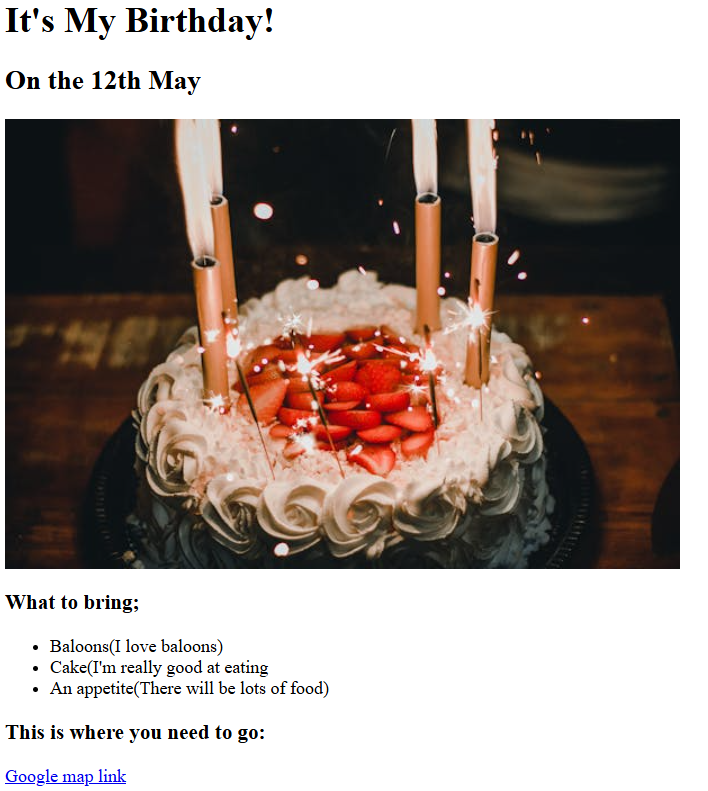 It's My Birthday!
On the 12th May
What to bring;
Baloons(I love baloons)
Cake(I'm really good at eating
An appetite(There will be lots of food)
This is where you need to go:
Google map link